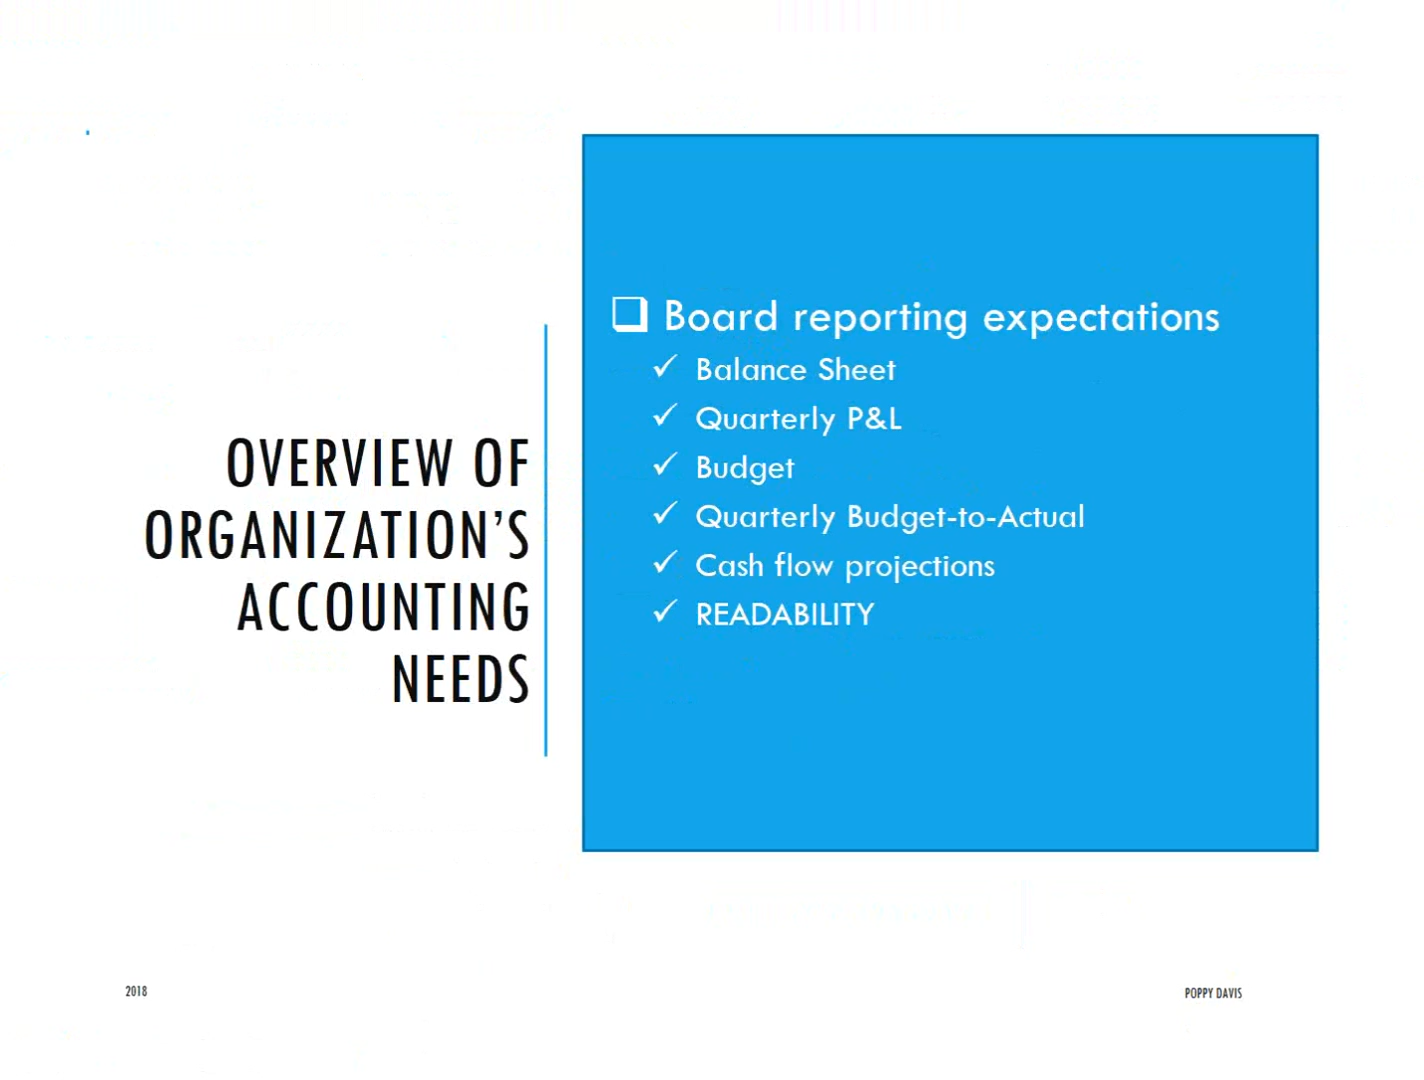 OVERVIEW OF
ORGANIZATION'S
ACCOUNTING
NEEDS
Board reporting expectations
Balance Sheet
Quarterly P&L
Budget
Quarterly Budget-to-Actual
Cash flow projections
READABILITY
2018
POPPY DAVIS